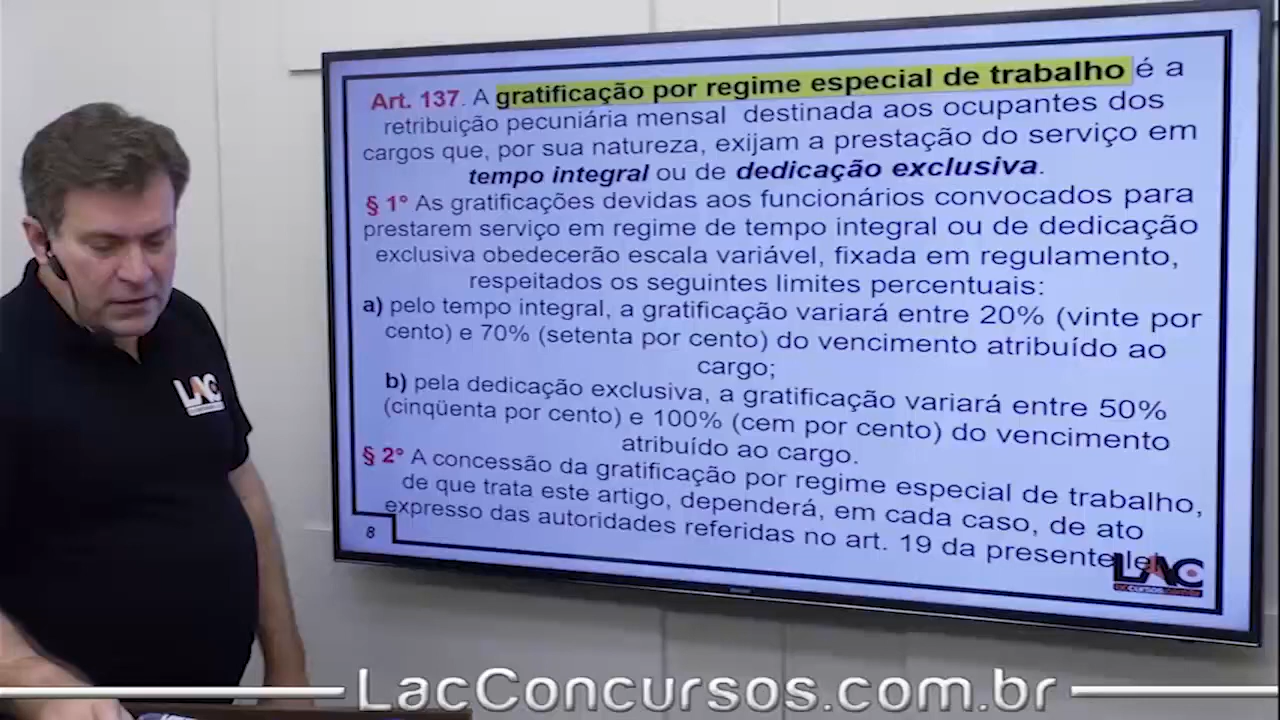 Art. 137. A gratificação por regime especial de trabalho é a
retribuição pecuniária mensal destinada aos ocupantes dos
cargos que, por sua natureza, exijam a prestação do serviço em
tempo integral ou de dedicação exclusiva.
§ 1° As gratificações devidas aos funcionários convocados para
prestarem serviço em regime de tempo integral ou de dedicação
exclusiva obedecerão escala variável, fixada em regulamento,
respeitados os seguintes limites percentuais:
a) pelo tempo integral, a gratificação variará entre 20% (vinte por
cento) e 70% (setenta por cento) do vencimento atribuído ao
cargo;
b) pela dedicação exclusiva, a gratificação variará entre 50%
(cinqüenta por cento) e 100% (cem por cento) do vencimento
atribuído ao cargo.
§ 2° A concessão da gratificação por regime especial de trabalho,
de que trata este artigo, dependerá, em cada caso, de ato
expresso das autoridades referidas no art. 19 da presente lei
8
LAC
laccursos.com.br
LAC
LacConcursos.com.br